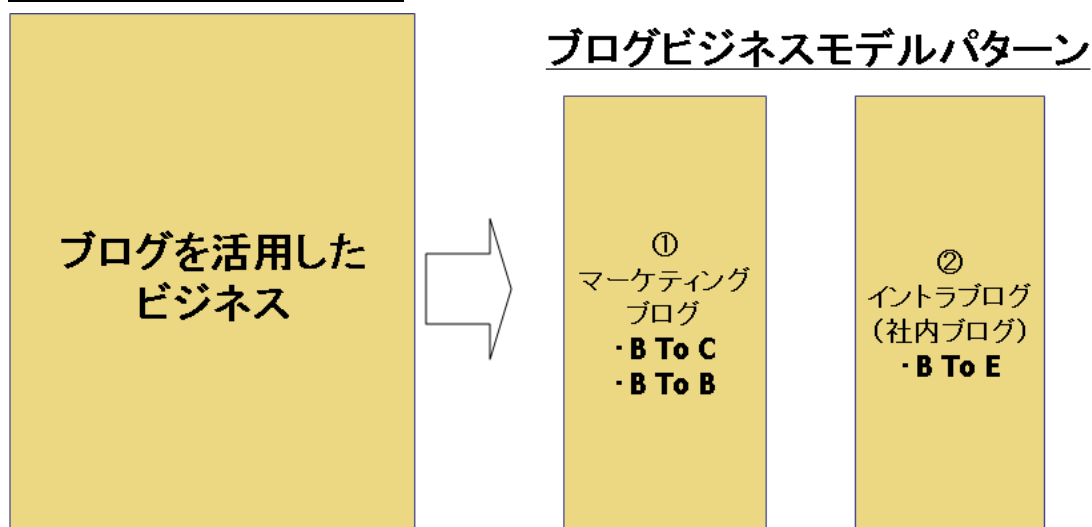 ブログビジネスモデルパターン
ブログを活用した
ビジネス
①
マーケティング
ブログ
・B To C
・B To B
②
イントラブログ
（社内ブログ）
・B To E